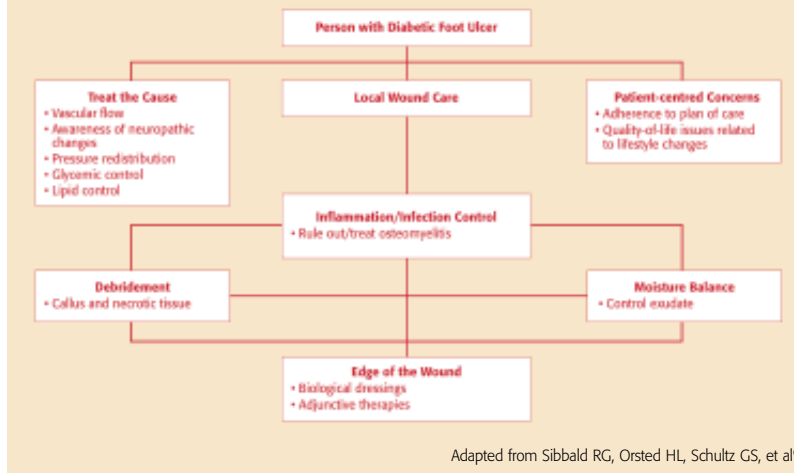 Person with Diabetic Foot Ulcer
Treat the Cause
• Vascular flow
• Awareness of neuropathic
changes
• Pressure redistribution
• Glycemic control
• Lipid control
Local Wound Care
Patient-centred Concerns
• Adherence to plan of care
• Quality-of-life issues related
to lifestyle changes
Inflammation/Infection Control
• Rule out/treat osteomyelitis
Debridement
• Callus and necrotic tissue
Moisture Balance
• Control exudate
Edge of the Wound
• Biological dressings
• Adjunctive therapies
Adapted from Sibbald RG, Orsted HL, Schultz GS, et al